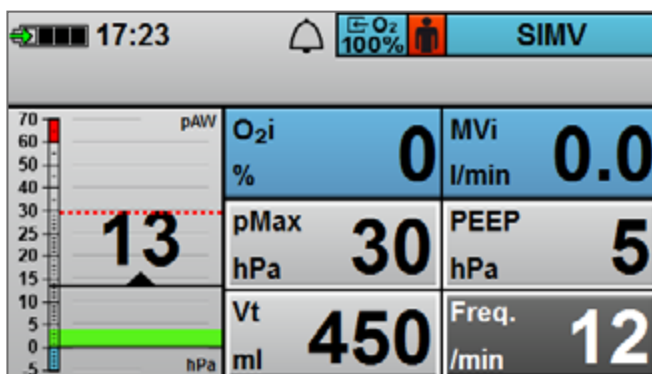 17:23 O₂ 100% SIMV
70 pAW
60
50
40
30
25
20
15
10
5
0
-5
13
hPa
O₂i % 0
MVi l/min 0.0
pMax hPa 30
PEEP hPa 5
Vt ml 450
Freq. /min 12